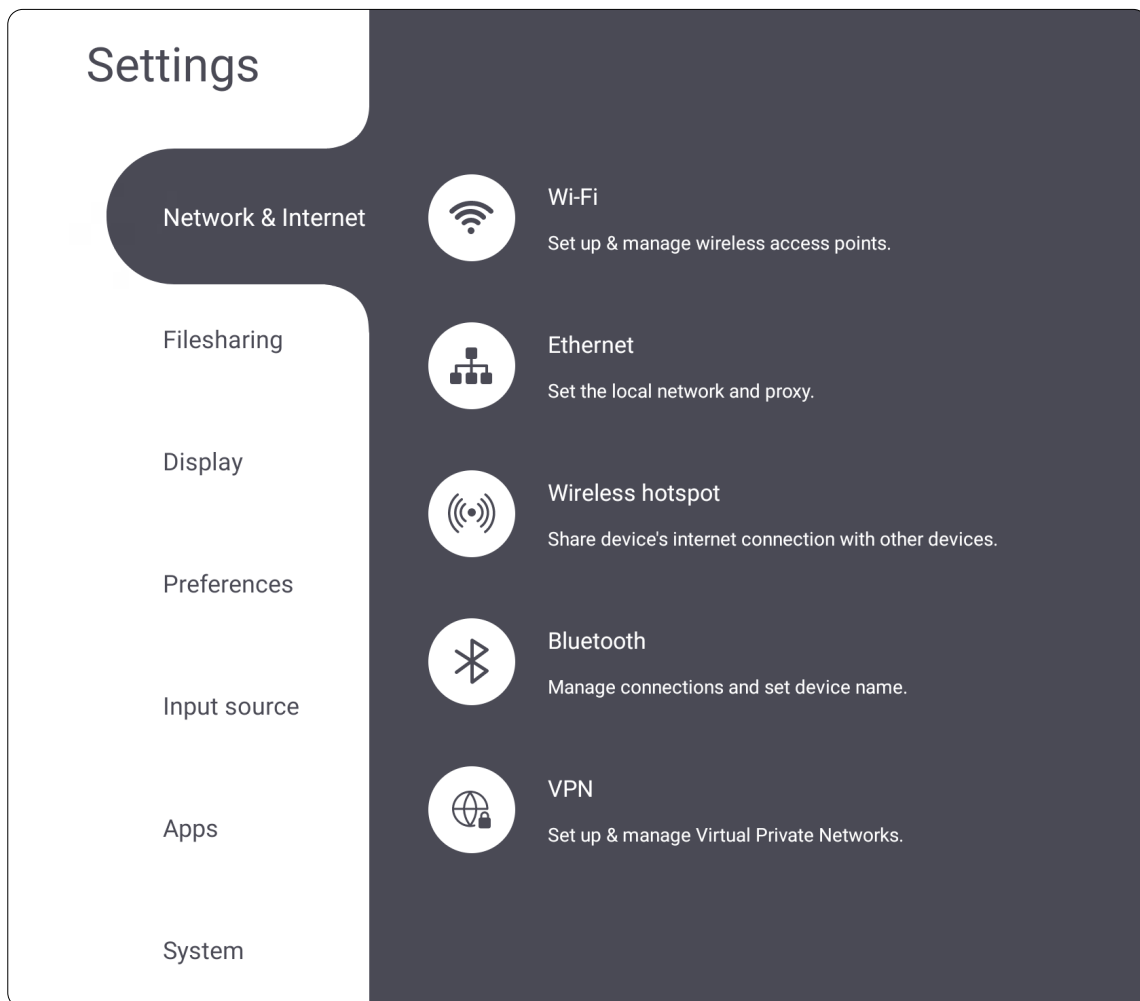 Settings
Network & Internet
Filesharing
Display
Preferences
Input source
Apps
System
Wi-Fi
Set up & manage wireless access points.
Ethernet
Set the local network and proxy.
Wireless hotspot
Share device's internet connection with other devices.
Bluetooth
Manage connections and set device name.
VPN
Set up & manage Virtual Private Networks.